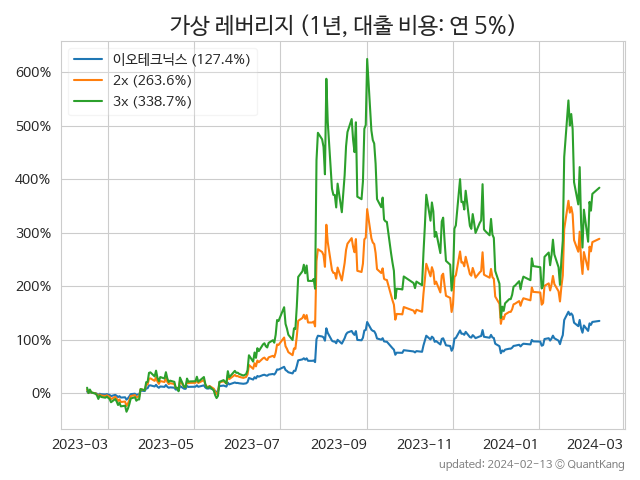 가상 레버리지 (1년, 대출 비용: 연 5%)
이오테크닉스 (127.4%)
2x (263.6%)
3x (338.7%)
600%
500%
400%
300%
200%
100%
0%
2023-03 2023-05 2023-07 2023-09 2023-11 2024-01 2024-03
updated: 2024-02-13 © QuantKang